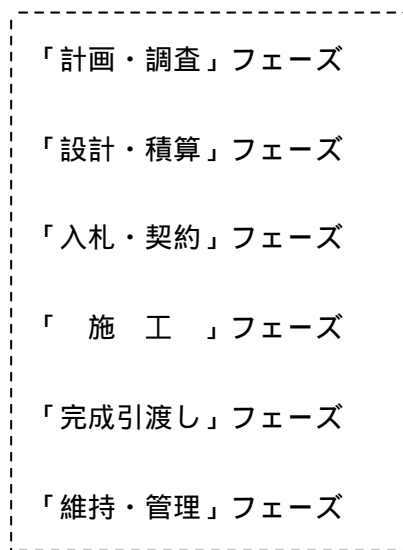 「計画・調査」フェーズ
「設計・積算」フェーズ
「入札・契約」フェーズ
「　施　工　」フェーズ
「完成引渡し」フェーズ
「維持・管理」フェーズ